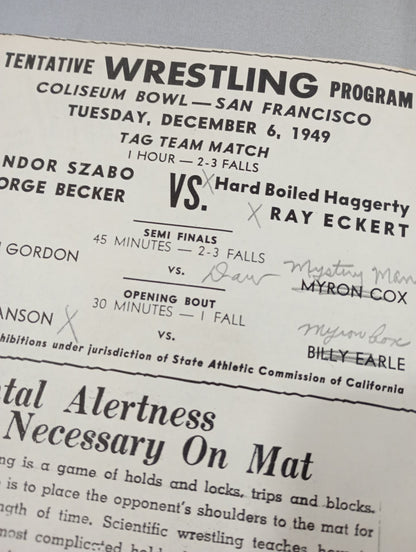 TENTATIVE WRESTLING PROGRAM
COLISEUM BOWL — SAN FRANCISCO
TUESDAY, DECEMBER 6, 1949
TAG TEAM MATCH
1 HOUR — 2-3 FALLS
NDOR SZABO VS. X Hard Boiled Haggerty
ORGE BECKER X RAY ECKERT
SEMI FINALS
45 MINUTES — 2-3 FALLS
GORDON VS. Draw Mystery Man
MYRON COX
OPENING BOUT
30 MINUTES — 1 FALL
ANSON X VS. Myron Cox
BILLY EARLE
hibitions under jurisdiction of State Athletic Commission of California
tal Alertness
Necessary On Mat
ng is a game of holds and locks, trips and blocks.
is to place the opponent's shoulders to the mat for
ngth of time. Scientific wrestling teaches
most complicated